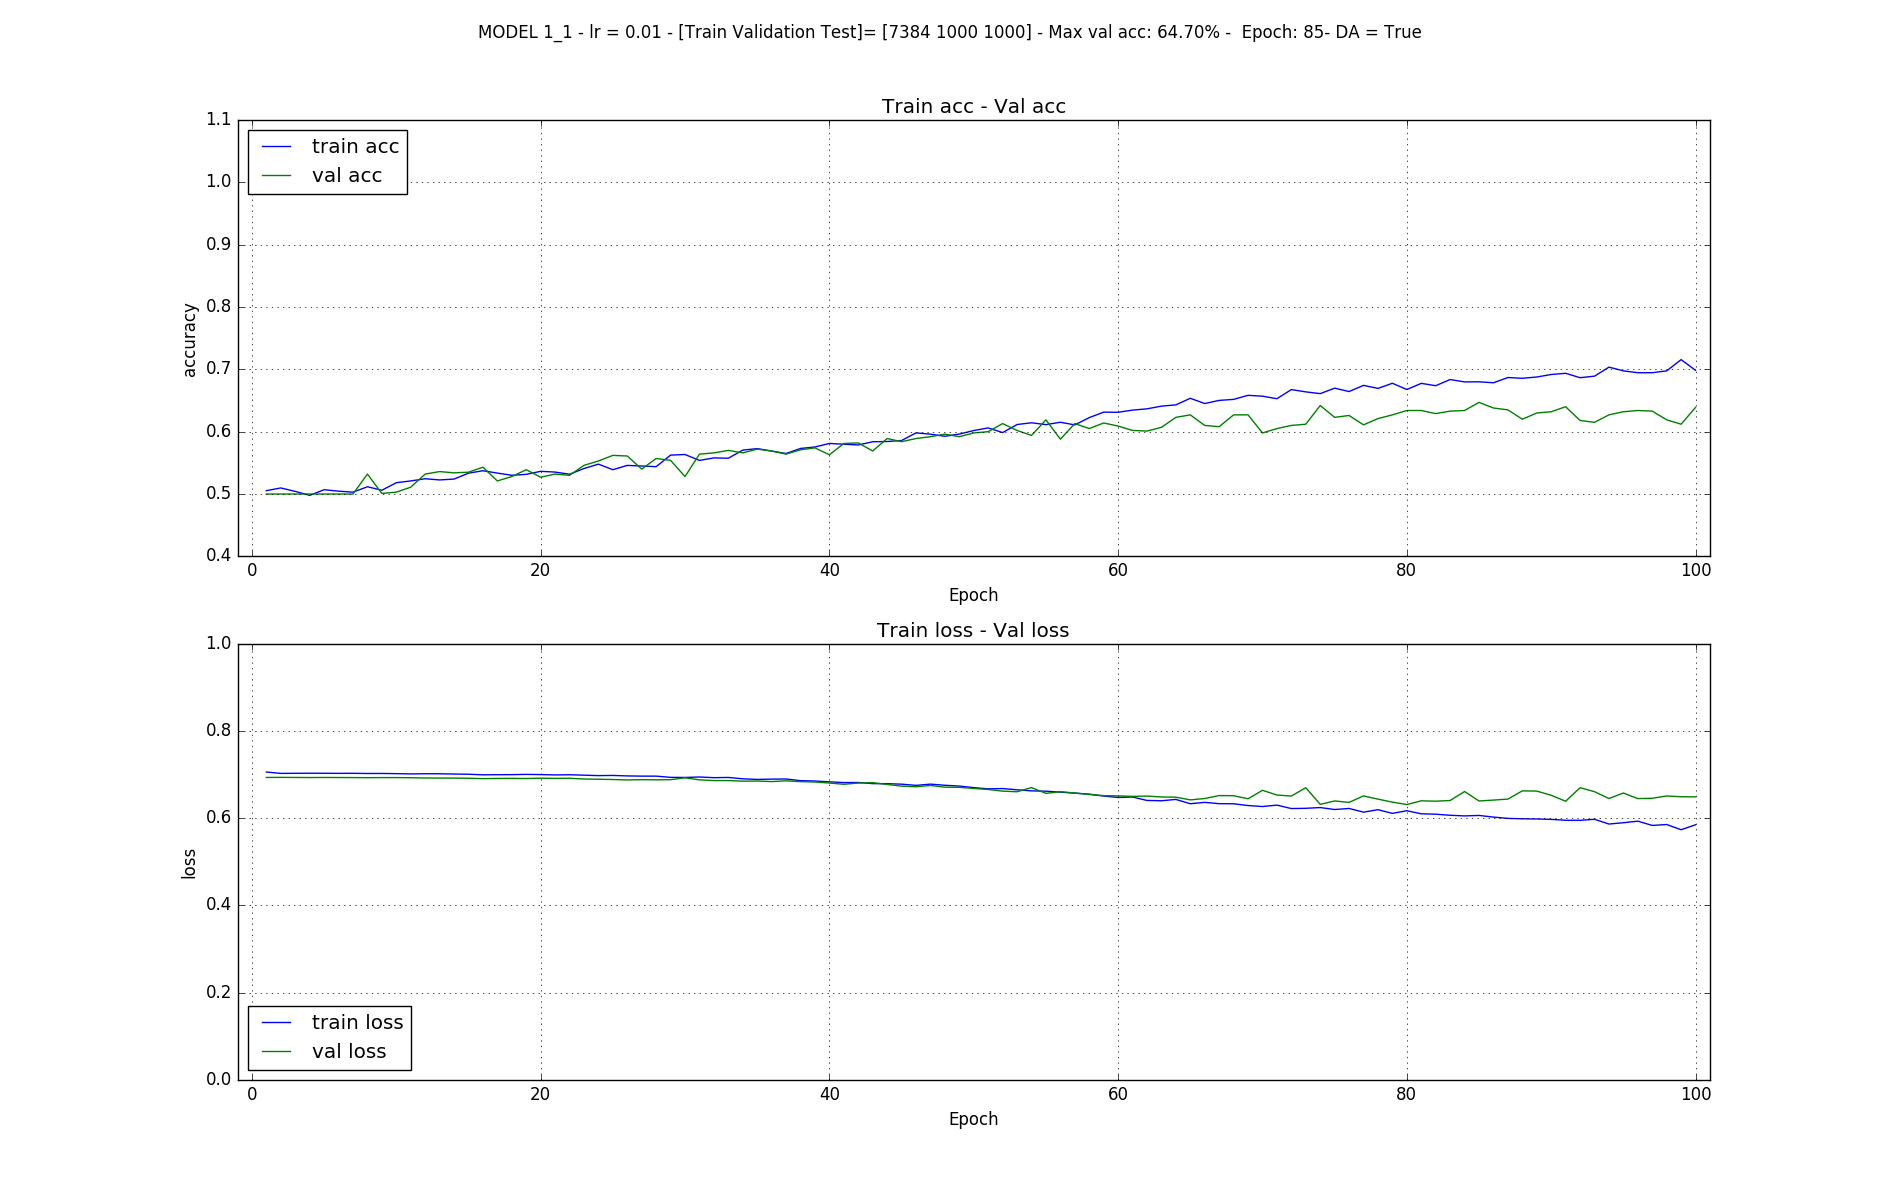 MODEL 1_1 - lr = 0.01 - [Train Validation Test]= [7384 1000 1000] - Max val acc: 64.70% -  Epoch: 85- DA = True
Train acc - Val acc
1.1
1.0
0.9
0.8
0.7
0.6
0.5
0.4
accuracy
train acc
val acc
0 20 40 60 80 100
Epoch
Train loss - Val loss
1.0
0.8
0.6
0.4
0.2
0.0
loss
train loss
val loss
0 20 40 60 80 100
Epoch